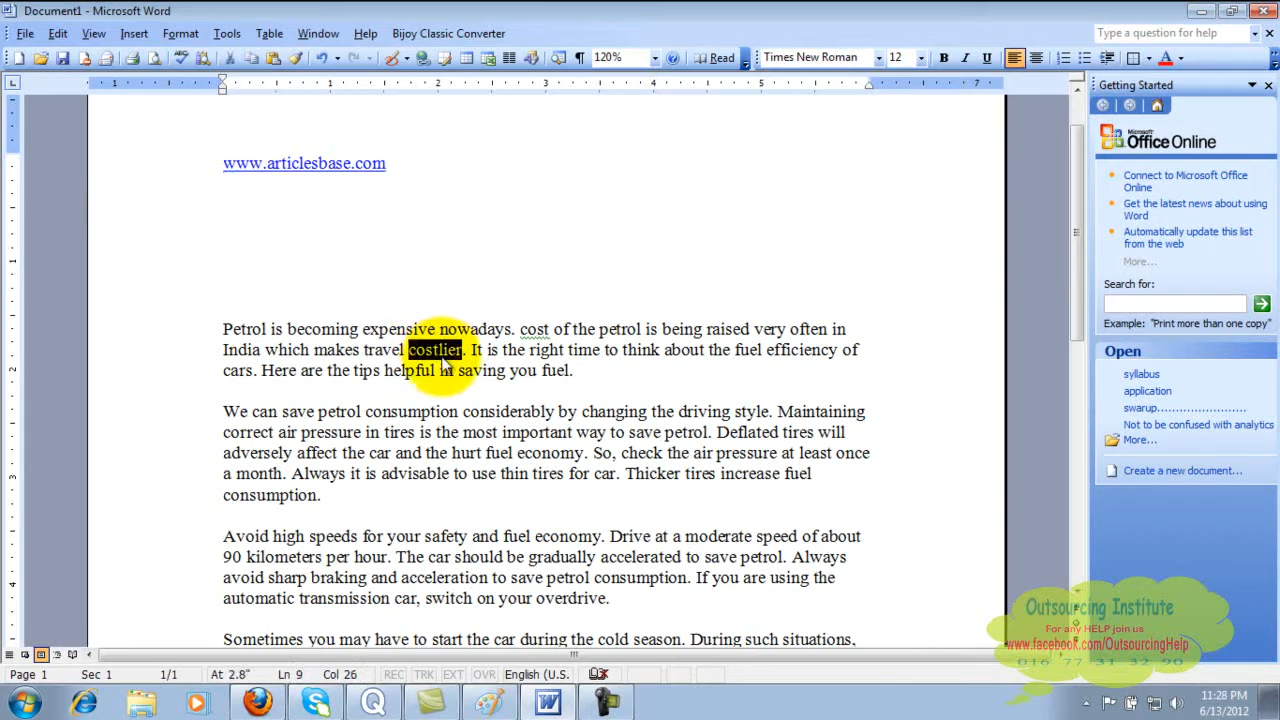 Document1 - Microsoft Word
File Edit View Insert Format Tools Table Window Help Bijoy Classic Converter
Type a question for help
120%
Read
Times New Roman
12
B I U
1 1 2 3 4 5 7
Getting Started
Microsoft
Office Online
Connect to Microsoft Office
Online
Get the latest news about using
Word
Automatically update this list
from the web
More...
Search for:
Example: "Print more than one copy"
Open
syllabus
application
swarup.........................
Not to be confused with analytics
More...
Create a new document...
www.articlesbase.com
Petrol is becoming expensive nowadays. cost of the petrol is being raised very often in
India which makes travel costlier. It is the right time to think about the fuel efficiency of
cars. Here are the tips helpful in saving you fuel.
We can save petrol consumption considerably by changing the driving style. Maintaining
correct air pressure in tires is the most important way to save petrol. Deflated tires will
adversely affect the car and the hurt fuel economy. So, check the air pressure at least once
a month. Always it is advisable to use thin tires for car. Thicker tires increase fuel
consumption.
Avoid high speeds for your safety and fuel economy. Drive at a moderate speed of about
90 kilometers per hour. The car should be gradually accelerated to save petrol. Always
avoid sharp braking and acceleration to save petrol consumption. If you are using the
automatic transmission car, switch on your overdrive.
Sometimes you may have to start the car during the cold season. During such situations,
Outsourcing Institute
For any HELP join us
www.facebook.com/OutsourcingHelp
016 77 31 32 90
Page 1 Sec 1 1/1 At 2.8" Ln 9 Col 26 REC TRK EXT OVR English (U.S.
11:28 PM
6/13/2012